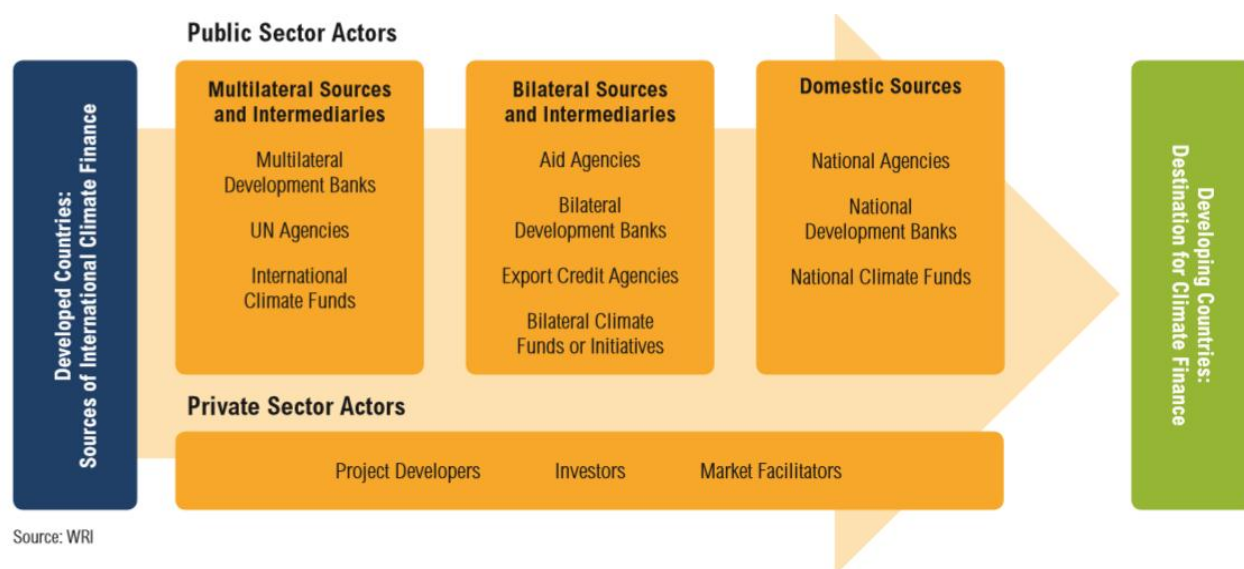 Public Sector Actors
Developed Countries:
Sources of International Climate Finance
Multilateral Sources
and Intermediaries
Multilateral
Development Banks
UN Agencies
International
Climate Funds
Bilateral Sources
and Intermediaries
Aid Agencies
Bilateral
Development Banks
Export Credit Agencies
Bilateral Climate
Funds or Initiatives
Domestic Sources
National Agencies
National
Development Banks
National Climate Funds
Private Sector Actors
Project Developers
Investors
Market Facilitators
Developing Countries:
Destination for Climate Finance
Source: WRI